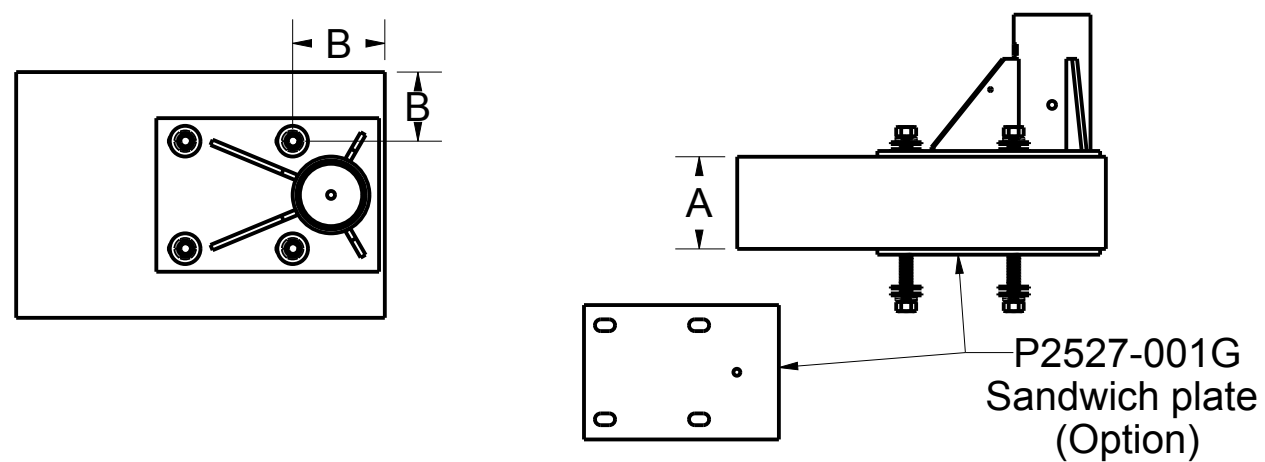 B
B
A
P2527-001G
Sandwich plate
(Option)